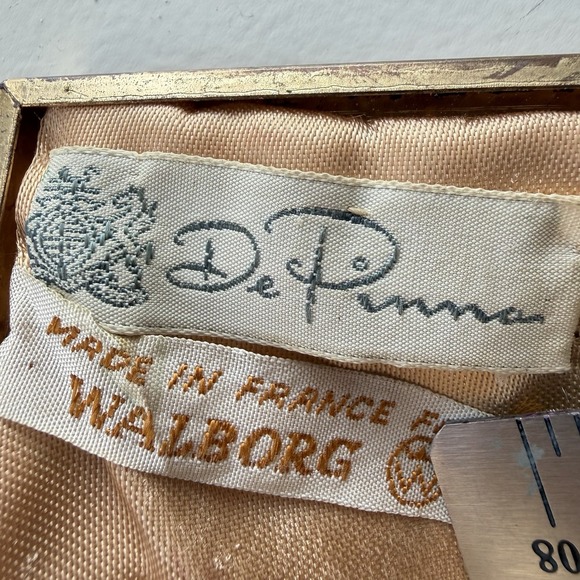 De Pinna
MADE IN FRANCE F
WALBORG W
80